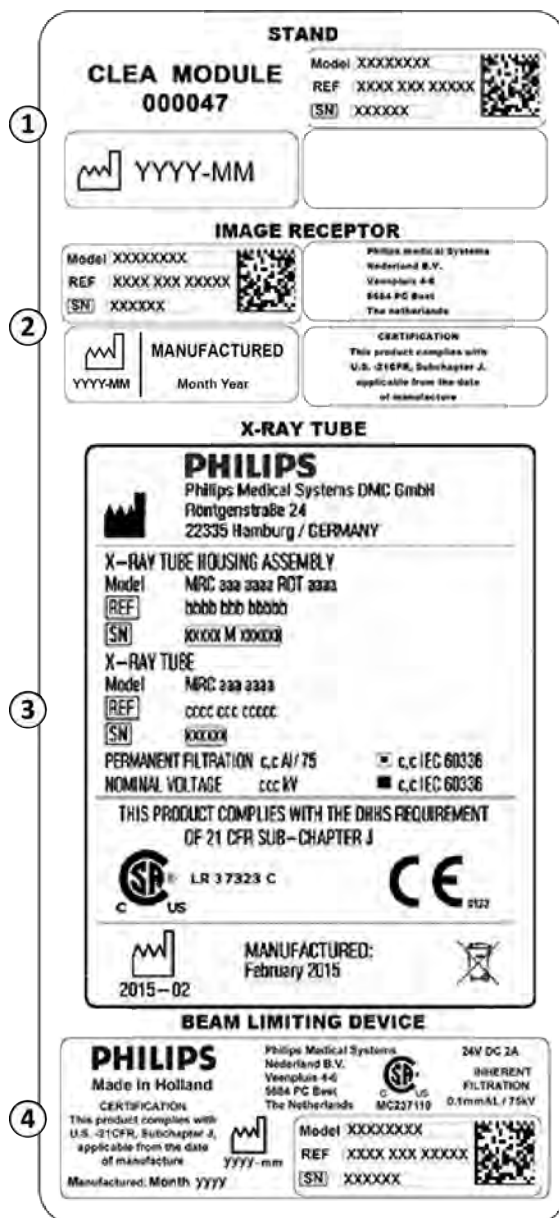 STAND
CLEA MODULE
000047
Model XXXXXXXX
REF XXXX XXX XXXXX
SN XXXXXX
1
YYYY-MM
IMAGE RECEPTOR
Model XXXXXXXX
REF XXXX XXX XXXXX
SN XXXXXX
Philips medical Systems
Nederland B.V.
Veenpluis 4-6
5684 PC Best
The netherlands
2
YYYY-MM
MANUFACTURED
Month Year
CERTIFICATION
This product complies with
U.S. -21CFR, Subchapter J.
applicable from the date
of manufacture
X-RAY TUBE
PHILIPS
Philips Medical Systems DMC GmbH
Röntgenstraße 24
22335 Hamburg / GERMANY
X-RAY TUBE HOUSING ASSEMBLY
Model MRC aaa aaaa ROT aaaa
REF bbbb bbb bbbbb
SN xxxxx M xxxxxx
X-RAY TUBE
Model MRC aaa aaaa
3
REF cccc ccc ccccc
SN xxxxxx
PERMANENT FILTRATION c,c Al/75 c,c IEC 60336
NOMINAL VOLTAGE ccc kV c,c IEC 60336
THIS PRODUCT COMPLIES WITH THE DHHS REQUIREMENT
OF 21 CFR SUB-CHAPTER J
C SA US ® LR 37323 C
CE 0123
2015-02
MANUFACTURED:
February 2015
BEAM LIMITING DEVICE
PHILIPS
Made in Holland
CERTIFICATION
This product complies with
U.S. -21CFR, Subchapter J,
applicable from the date
of manufacture
Manufactured: Month yyyy
yyyy-mm
Philips Medical Systems
Nederland B.V.
Veenpluis 4-6
5684 PC Best
The Netherlands
C SA US
MC237110
24V DC 2A
INHERENT
FILTRATION
0.1mmAL / 75kV
4
Model XXXXXXXX
REF XXXX XXX XXXXX
SN XXXXXX